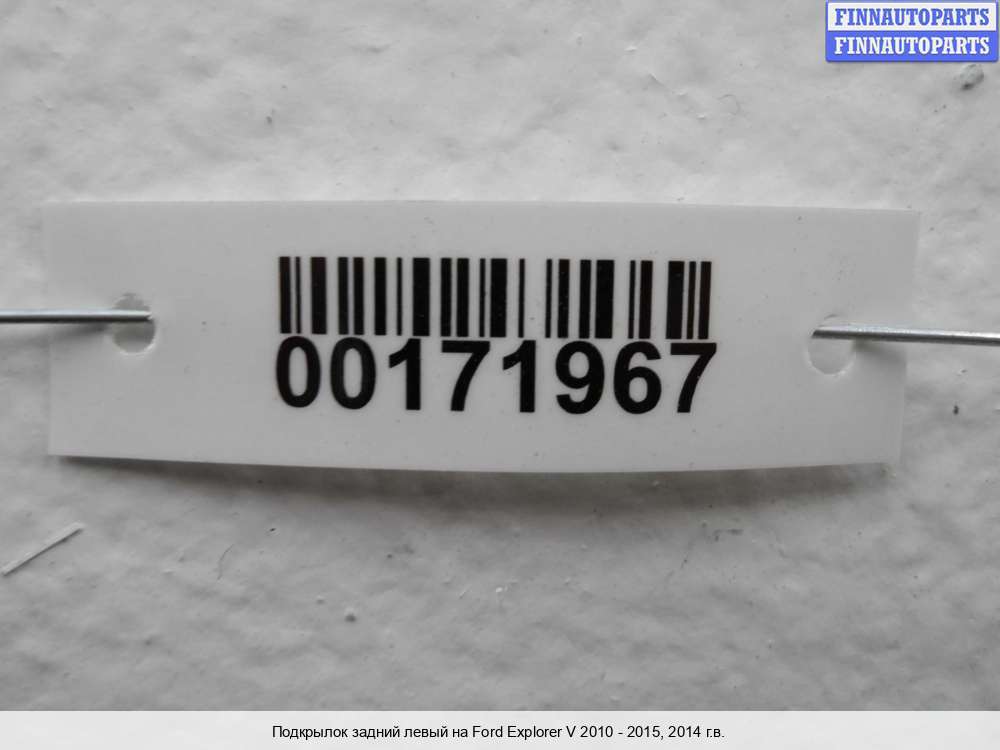 FINNAUTOPARTS
FINNAUTOPARTS
00171967
Подкрылок задний левый на Ford Explorer V 2010 - 2015, 2014 г.в.